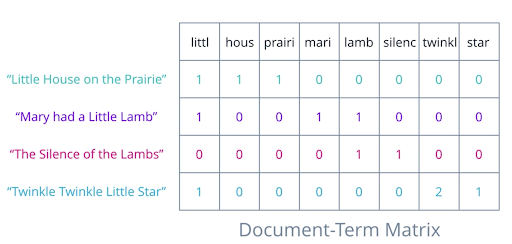 littl hous prairi mari lamb silenc twinkl star
“Little House on the Prairie” 1 1 1 0 0 0 0 0
“Mary had a Little Lamb” 1 0 0 1 1 0 0 0
“The Silence of the Lambs” 0 0 0 0 1 1 0 0
“Twinkle Twinkle Little Star” 1 0 0 0 0 0 2 1
Document-Term Matrix